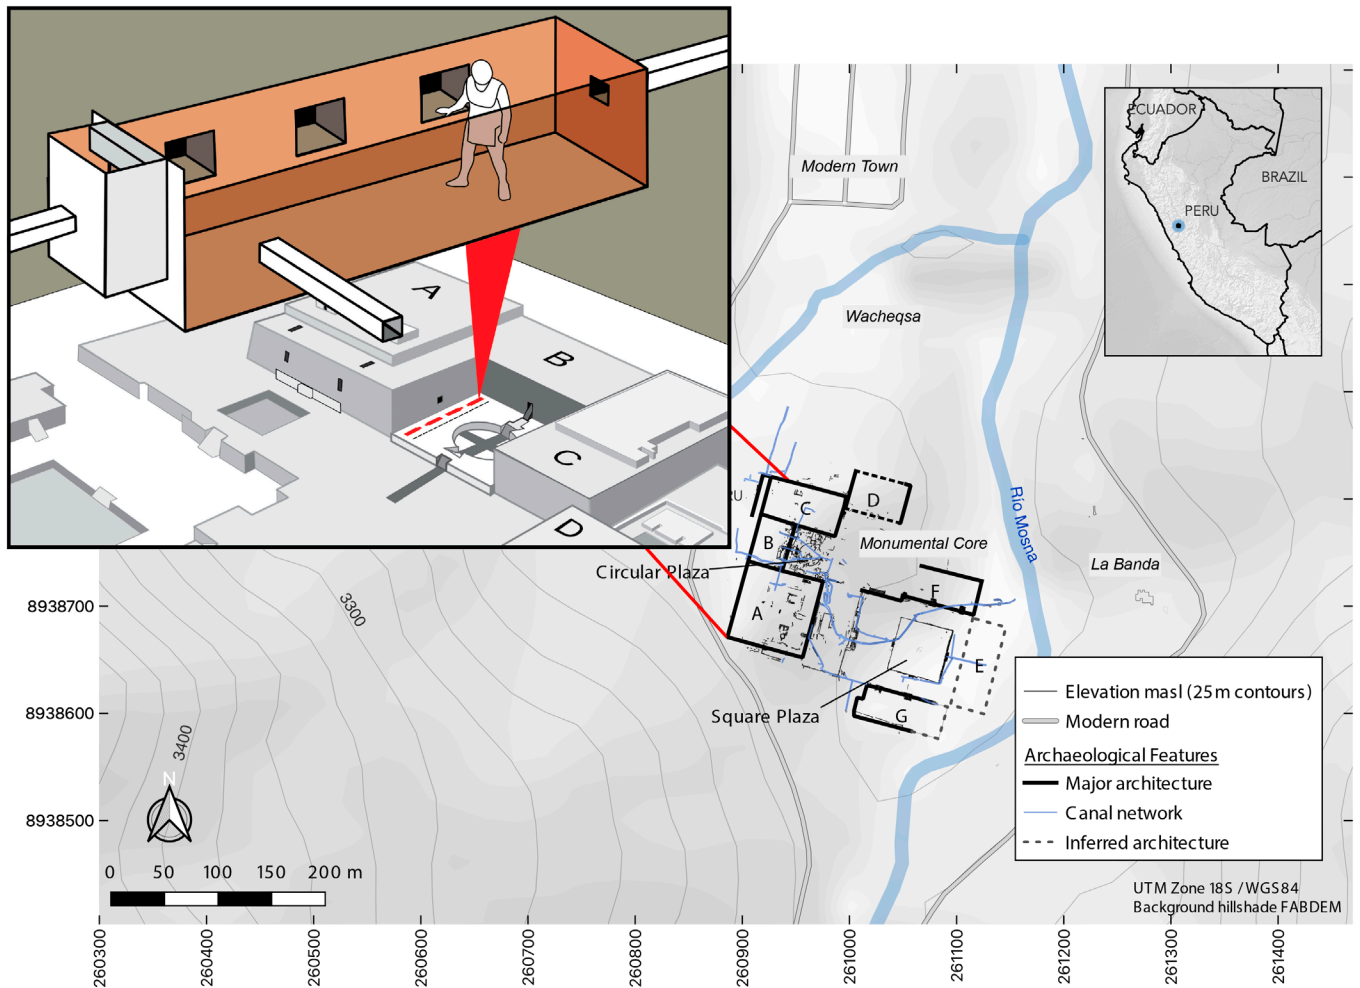 A
B
C
D
Modern Town
Wacheqsa
ECUADOR
BRAZIL
PERU
Río Mosna
La Banda
Monumental Core
Circular Plaza
Square Plaza
C
D
B
A
F
E
G
3300
3400
N
0 50 100 150 200 m
8938700
8938600
8938500
260300
260400
260500
260600
260700
260800
260900
261000
261100
261200
261300
261400
Elevation masl (25m contours)
Modern road
Archaeological Features
Major architecture
Canal network
Inferred architecture
UTM Zone 18S / WGS84
Background hillshade FABDEM